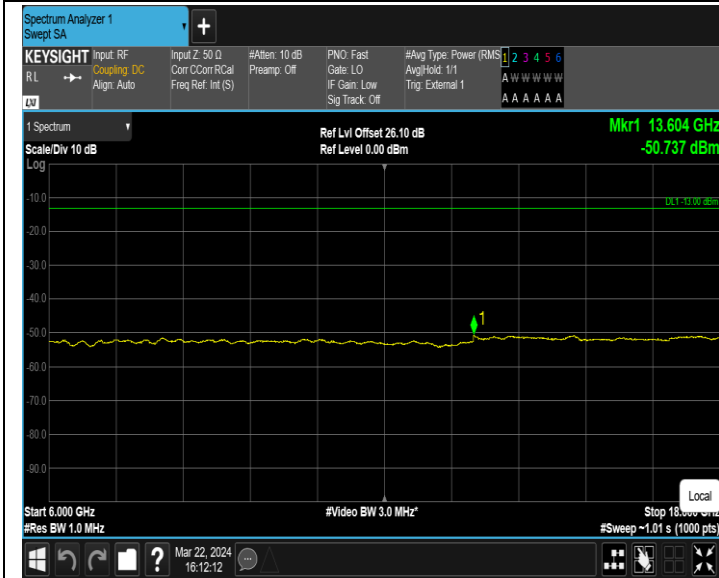 Spectrum Analyzer 1
Swept SA
+
KEYSIGHT
RL
LXI
Input: RF
Coupling: DC
Align: Auto
Input Z: 50 Ω
Corr CCorr RCal
Freq Ref: Int (S)
#Atten: 10 dB
Preamp: Off
PNO: Fast
Gate: LO
IF Gain: Low
Sig Track: Off
#Avg Type: Power (RMS
Avg|Hold: 1/1
Trig: External 1
1 2 3 4 5 6
A W W W W W
A A A A A A
1 Spectrum
Scale/Div 10 dB
Log
Ref Lvl Offset 26.10 dB
Ref Level 0.00 dBm
Mkr1 13.604 GHz
-50.737 dBm
DL1 -13.00 dBm
-10.0
-20.0
-30.0
-40.0
-50.0
-60.0
-70.0
-80.0
-90.0
1
Start 6.000 GHz
#Res BW 1.0 MHz
#Video BW 3.0 MHz*
Local
Stop 18.000 GHz
#Sweep ~1.01 s (1000 pts)
?
Mar 22, 2024
16:12:12